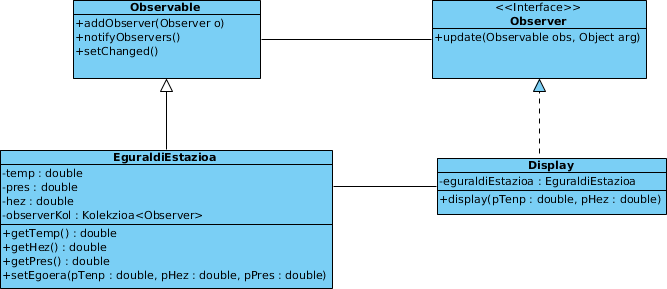 Observable
+addObserver(Observer o)
+notifyObservers()
+setChanged()
<<Interface>>
Observer
+update(Observable obs, Object arg)
EguraldiEstazioa
-temp : double
-pres : double
-hez : double
-observerKol : Kolekzioa<Observer>
+getTemp() : double
+getHez() : double
+getPres() : double
+setEgoera(pTenp : double, pHez : double, pPres : double)
Display
-eguraldiEstazioa : EguraldiEstazioa
+display(pTenp : double, pHez : double)